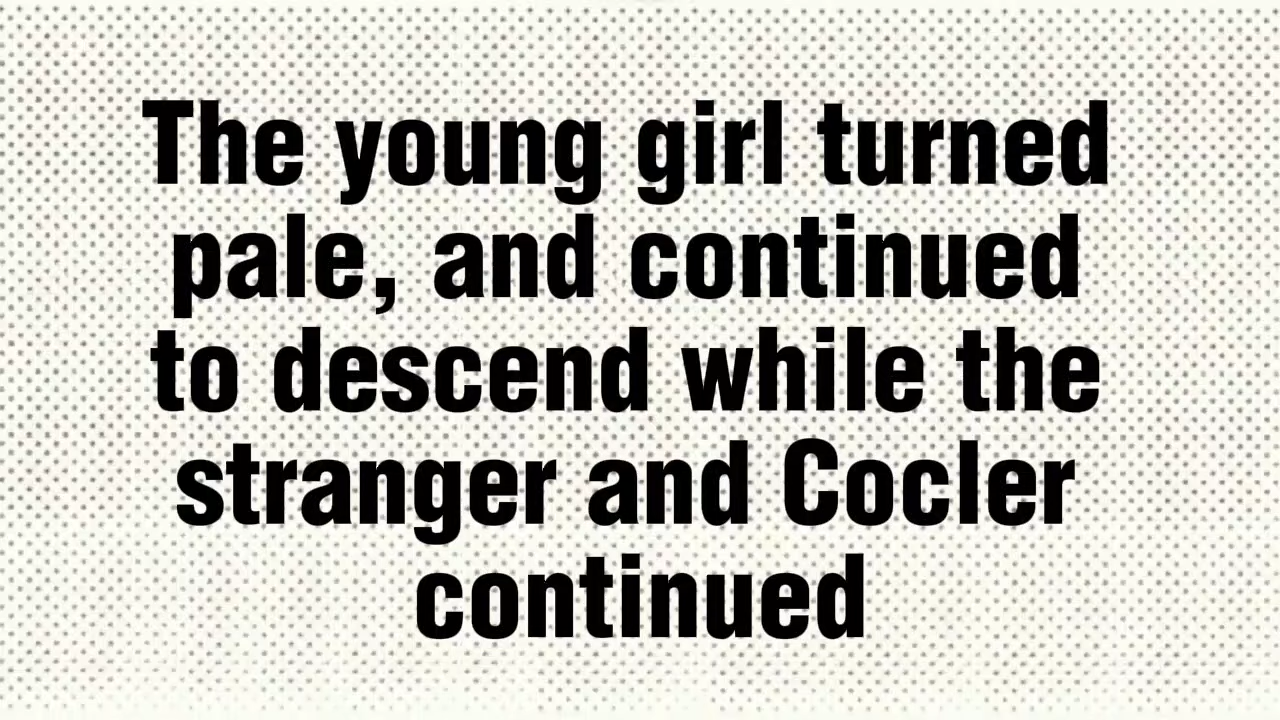 The young girl turned
pale, and continued
to descend while the
stranger and Cocler
continued